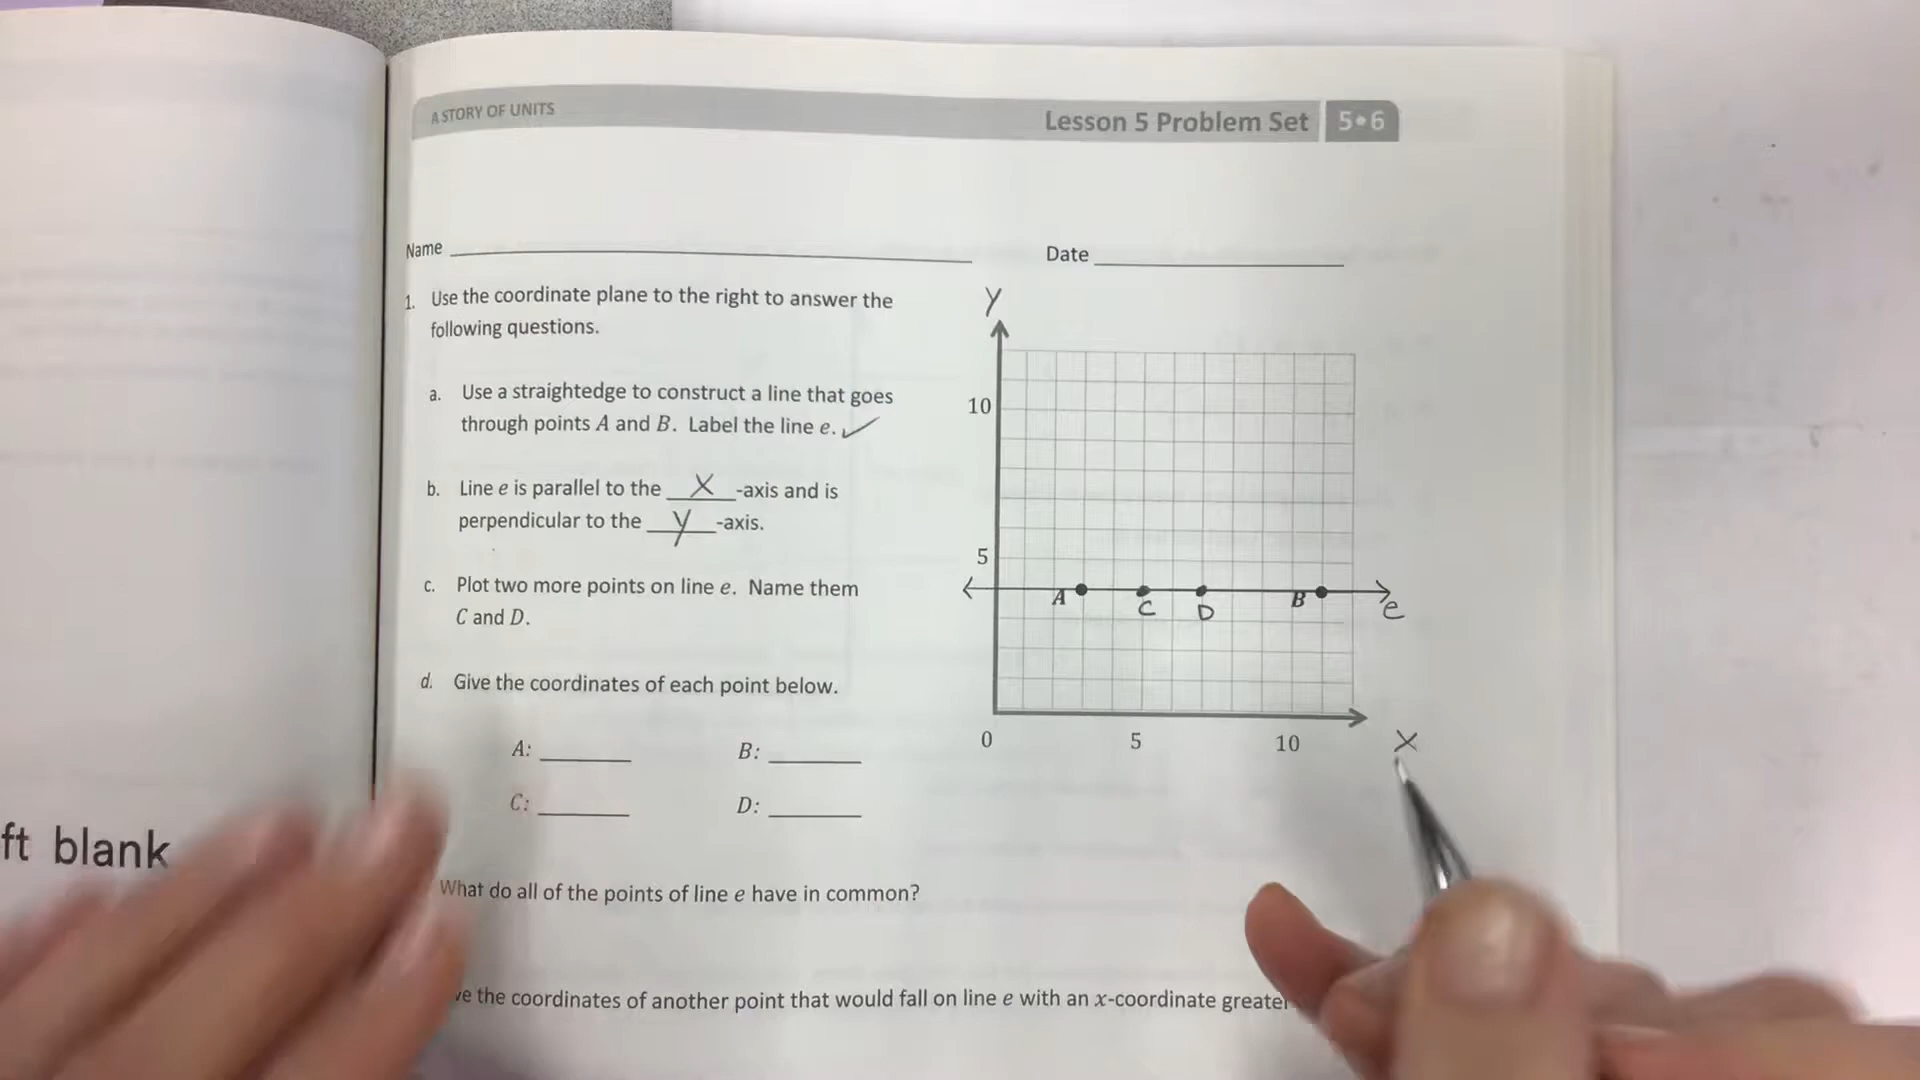 A STORY OF UNITS
Lesson 5 Problem Set 5•6
Name
Date
1. Use the coordinate plane to the right to answer the
following questions.
a. Use a straightedge to construct a line that goes
through points A and B. Label the line e.
b. Line e is parallel to the X -axis and is
perpendicular to the y -axis.
c. Plot two more points on line e. Name them
C and D.
d. Give the coordinates of each point below.
A: B:
C: D:
What do all of the points of line e have in common?
the coordinates of another point that would fall on line e with an x-coordinate
y
10
5
A C D B e
0 5 10 X
ft blank